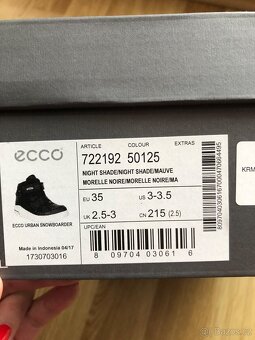 ecco
ARTICLE COLOUR EXTRAS
722192 50125
NIGHT SHADE/NIGHT SHADE/MAUVE
MORELLE NOIRE/MORELLE NOIRE/MA
EU 35 US 3-3.5
UK 2.5-3 CN 215 (2.5)
UPC/EAN
8 09704 03061 6
ECCO URBAN SNOWBOARDER
Made in Indonesia 04/17
1730703016
KRM